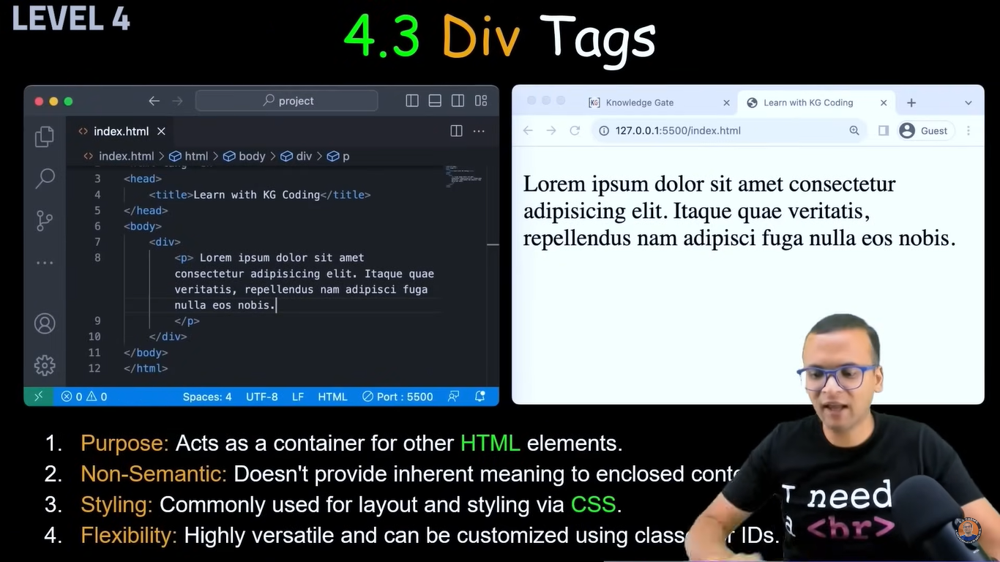 LEVEL 4
4.3 Div Tags
project
index.html
index.html > html > body > div > p
3 <head>
4 <title>Learn with KG Coding</title>
5 </head>
6 <body>
7 <div>
8 <p> Lorem ipsum dolor sit amet
consectetur adipisicing elit. Itaque quae
veritatis, repellendus nam adipisci fuga
nulla eos nobis.
9 </p>
10 </div>
11 </body>
12 </html>
0 0 Spaces: 4 UTF-8 LF HTML Port : 5500
KG Knowledge Gate Learn with KG Coding
127.0.0.1:5500/index.html Guest
Lorem ipsum dolor sit amet consectetur
adipisicing elit. Itaque quae veritatis,
repellendus nam adipisci fuga nulla eos nobis.
1. Purpose: Acts as a container for other HTML elements.
2. Non-Semantic: Doesn't provide inherent meaning to enclosed
3. Styling: Commonly used for layout and styling via CSS.
4. Flexibility: Highly versatile and can be customized using IDs.
I need
a <br>